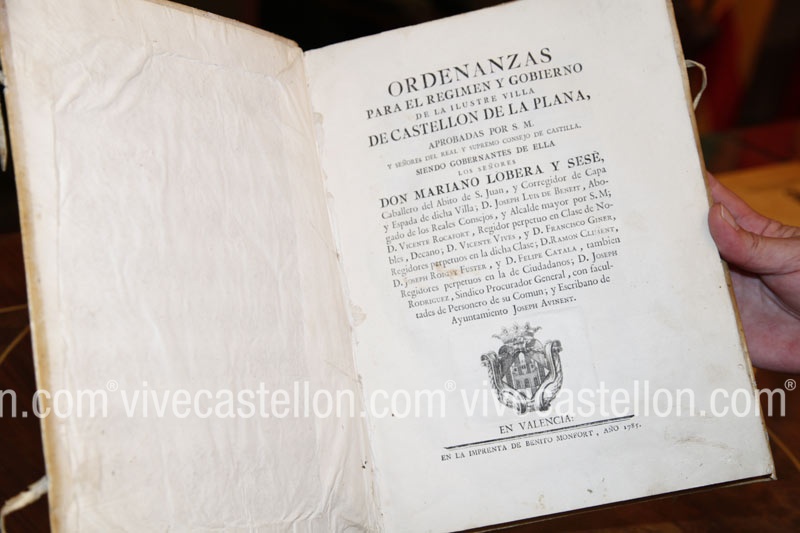 ORDENANZAS
PARA EL REGIMEN Y GOBIERNO
DE LA ILUSTRE VILLA
DE CASTELLON DE LA PLANA,
APROBADAS POR S. M.
Y SEÑORES DEL REAL Y SUPREMO CONSEJO DE CASTILLA.
SIENDO GOBERNANTES DE ELLA
LOS SEÑORES
DON MARIANO LOBERA Y SESÈ,
Caballero del Abito de S. Juan, y Corregidor de Capa
y Espada de dicha Villa; D. JOSEPH LUIS DE BENEIT, Abo-
gado de los Reales Consejos, y Alcalde mayor por S. M;
D. VICENTE ROCAFORT, Regidor perpetuo en Clase de No-
bles, Decano; D. VICENTE VIVES, y D. FRANCISCO GINER,
Regidores perpetuos en la dicha Clase; D. RAMON CLUSENT,
D. JOSEPH ROQUE FUSTER, y D. FELIPE CATALA, tambien
Regidores perpetuos en la de Ciudadanos; D. JOSEPH
RODRIGUEZ, Sindico Procurador General, con facul-
tades de Personero de su Comun; y Escribano de
Ayuntamiento JOSEPH AVINENT.
n.com® vivecastellon.com® vivecastellon.com®
EN VALENCIA:
EN LA IMPRENTA DE BENITO MONFORT, AÑO 1785.